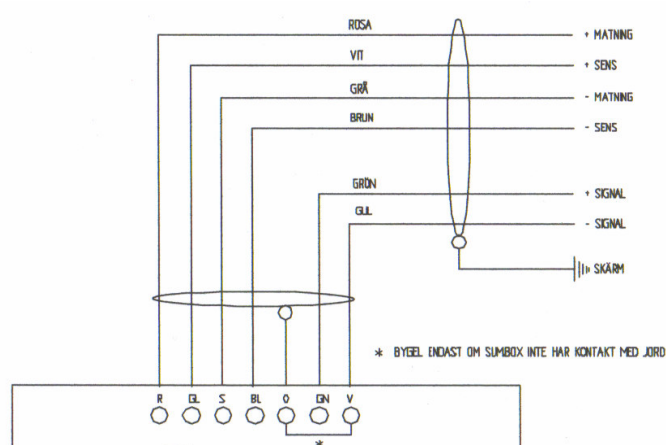 ROSA
+ MATNING
VIT
+ SENS
GRÅ
- MATNING
BRUN
- SENS
GRÖN
+ SIGNAL
GUL
- SIGNAL
SKÄRM
* BYGEL ENDAST OM SUMBOX INTE HAR KONTAKT MED JORD
R GL S BL O GN V
*